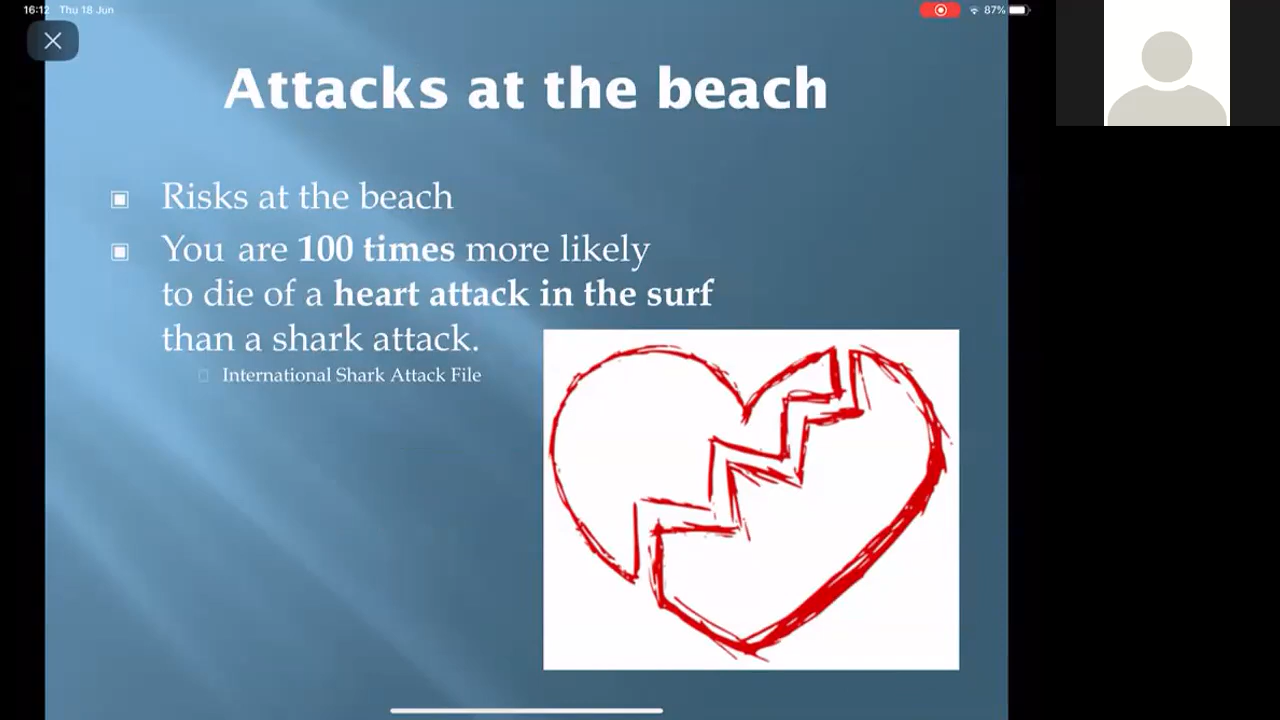 16:12 Thu 18 Jun
87%
Attacks at the beach
Risks at the beach
You are 100 times more likely
to die of a heart attack in the surf
than a shark attack.
International Shark Attack File